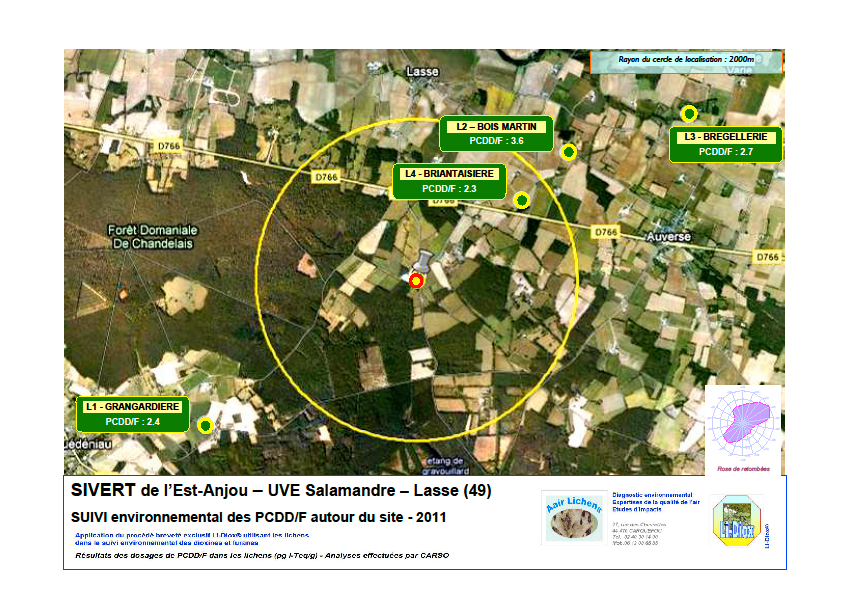 Rayon du cercle de localisation : 2000m
Lasse
L2 – BOIS MARTIN
PCDD/F : 3.6
L3 - BREGELLERIE
PCDD/F : 2.7
D766
D766
L4 - BRIANTAISIERE
PCDD/F : 2.3
D766
Forêt Domaniale
De Chandelais
D766
Auverse
D766
L1 - GRANGARDIERE
PCDD/F : 2.4
etang de
gravouillard
Rose de retombées
SIVERT de l'Est-Anjou – UVE Salamandre – Lasse (49)
SUIVI environnemental des PCDD/F autour du site - 2011
Application du procédé breveté exclusif Li-Diox® utilisant les lichens
dans le suivi environnemental des dioxines et furanes
Résultats des dosages de PCDD/F dans les lichens (pg I-Teq/g) - Analyses effectuées par CARSO
Aair Lichens
Diagnostic environnemental
Expertises de la qualité de l'air
Etudes d'Impacts
Li-Diox
Li-Diox®